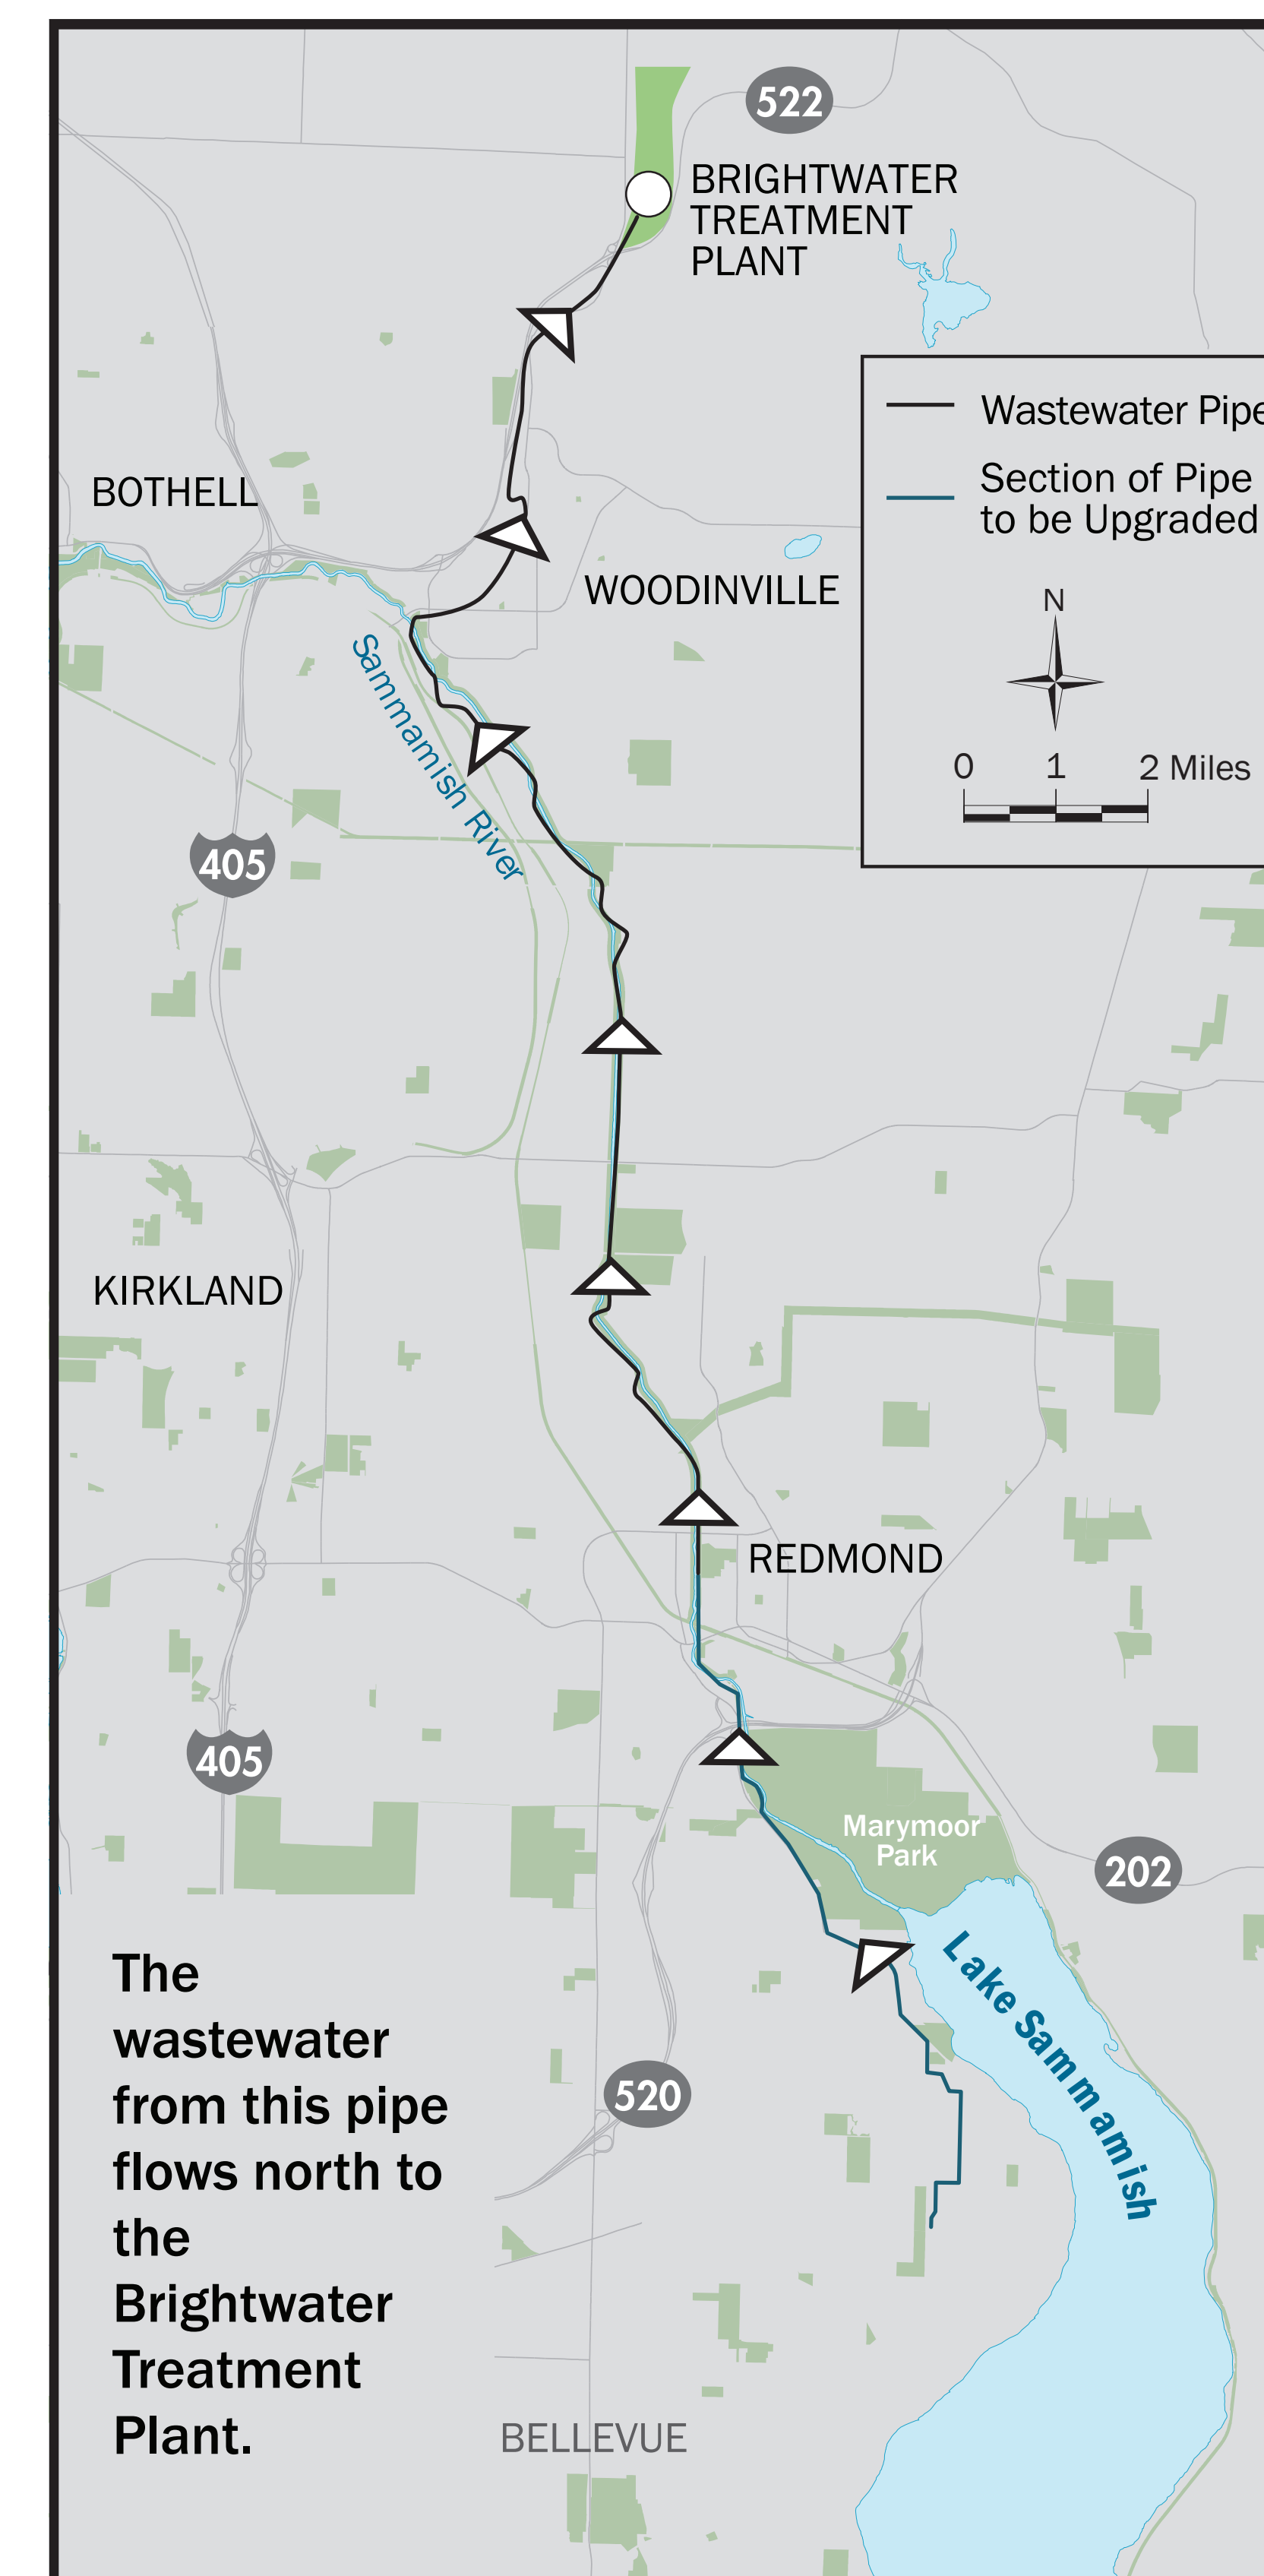 522
BRIGHTWATER
TREATMENT
PLANT
Wastewater Pipe
Section of Pipe
to be Upgraded
BOTHELL
WOODINVILLE
N
Sammamish River
0 1 2 Miles
405
KIRKLAND
REDMOND
405
Marymoor
Park
202
Lake Sammamish
The
wastewater
from this pipe
flows north to
the
Brightwater
Treatment
Plant.
520
BELLEVUE